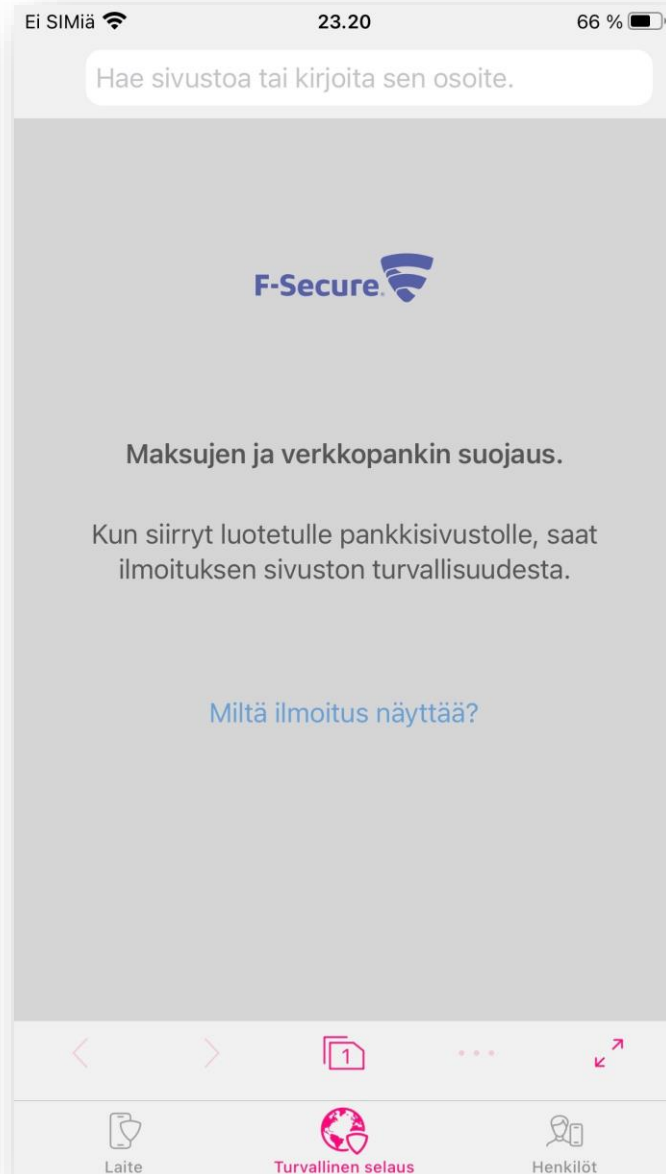 Ei SIMiä 23.20 66 %
Hae sivustoa tai kirjoita sen osoite.
F-Secure.
Maksujen ja verkkopankin suojaus.
Kun siirryt luotetulle pankkisivustolle, saat
ilmoituksen sivuston turvallisuudesta.
Miltä ilmoitus näyttää?
1
Laite Turvallinen selaus Henkilöt